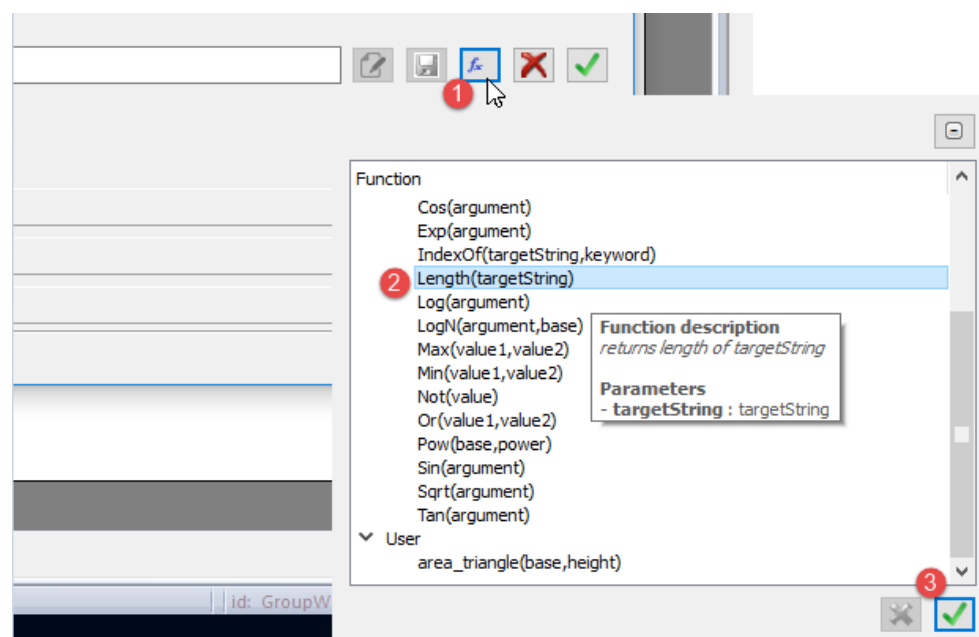 fx
1
Function
Cos(argument)
Exp(argument)
IndexOf(targetString,keyword)
2
Length(targetString)
Log(argument)
LogN(argument,base)
Max(value1,value2)
Min(value1,value2)
Not(value)
Or(value1,value2)
Pow(base,power)
Sin(argument)
Sqrt(argument)
Tan(argument)
User
area_triangle(base,height)
Function description
returns length of targetString
Parameters
- targetString : targetString
3
id: GroupW